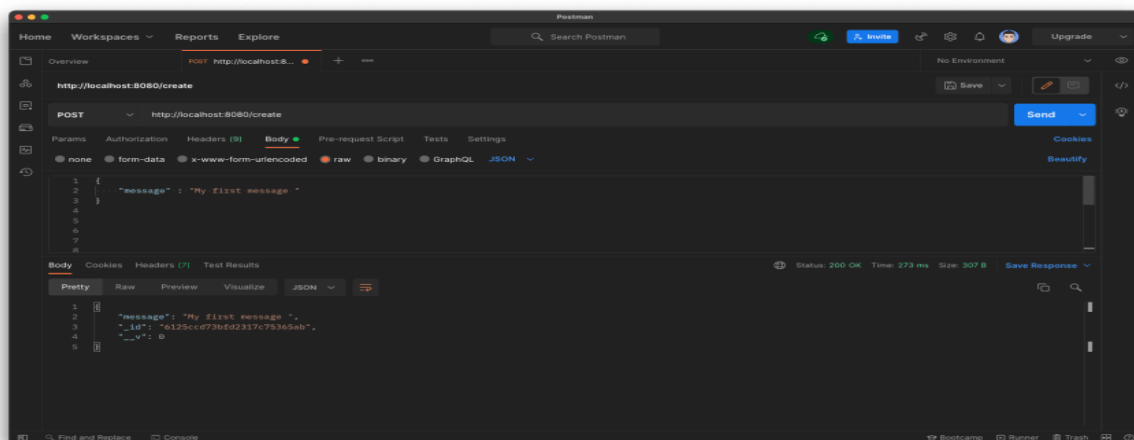 Postman
Home Workspaces Reports Explore Search Postman Invite Upgrade
Overview POST http://localhost:8... No Environment
http://localhost:8080/create Save
POST http://localhost:8080/create Send
Params Authorization Headers (9) Body Pre-request Script Tests Settings Cookies
none form-data x-www-form-urlencoded raw binary GraphQL JSON Beautify
1 {
2 "message" : "My first message "
3 }
4
5
6
7
8
Body Cookies Headers (7) Test Results Status: 200 OK Time: 273 ms Size: 307 B Save Response
Pretty Raw Preview Visualize JSON
1 {
2 "message": "My first message ",
3 "_id": "6125ccd73bfd2317c75365ab",
4 "__v": 0
5 }
Find and Replace Console Bootcamp Runner Trash